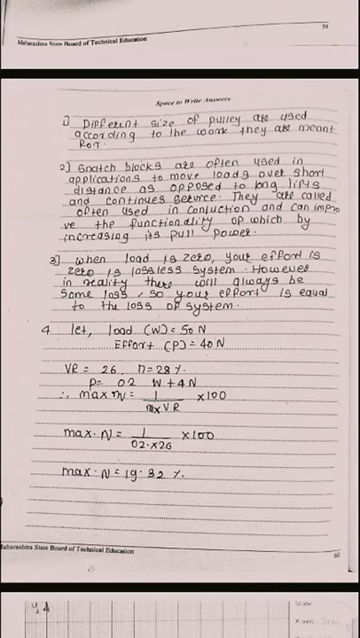 59
Maharashtra State Board of Technical Education
Space to Write Answers
1) Different size of pulley are used
according to the work they are meant
For.
2) Snatch blocks are often used in
applications to move loads over short
distance as opposed to long lifts
and continues service. They are called
often used in conjuction and can impro
ve the functionality of which by
increasing its pull power.
3) when load is zero, your effort is
zero is lossless system. However
in reality there will always be
some loss, so your effort is equal
to the loss of system.
4 let, load (W) = 50 N
Effort (P) = 40 N
VR = 26, η = 28 %.
P = 02 W + 4 N
∴ max η = 1 / m x VR x 100
max. N = 1 / 02. x 26 x 100
max. N = 19.32 %.
Maharashtra State Board of Technical Education
60